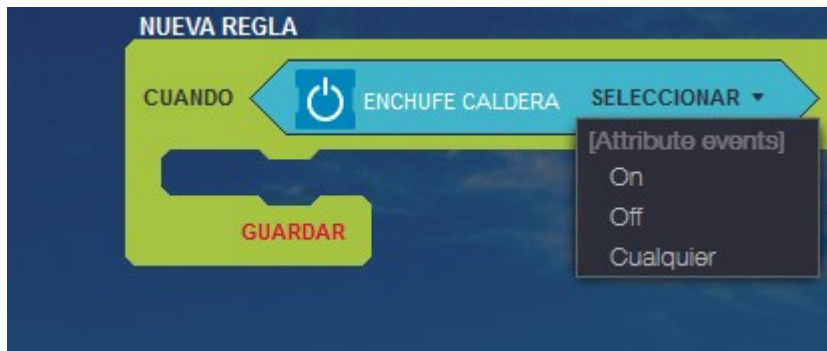 NUEVA REGLA
CUANDO ENCHUFE CALDERA SELECCIONAR
[Attribute events]
On
Off
Cualquier
GUARDAR